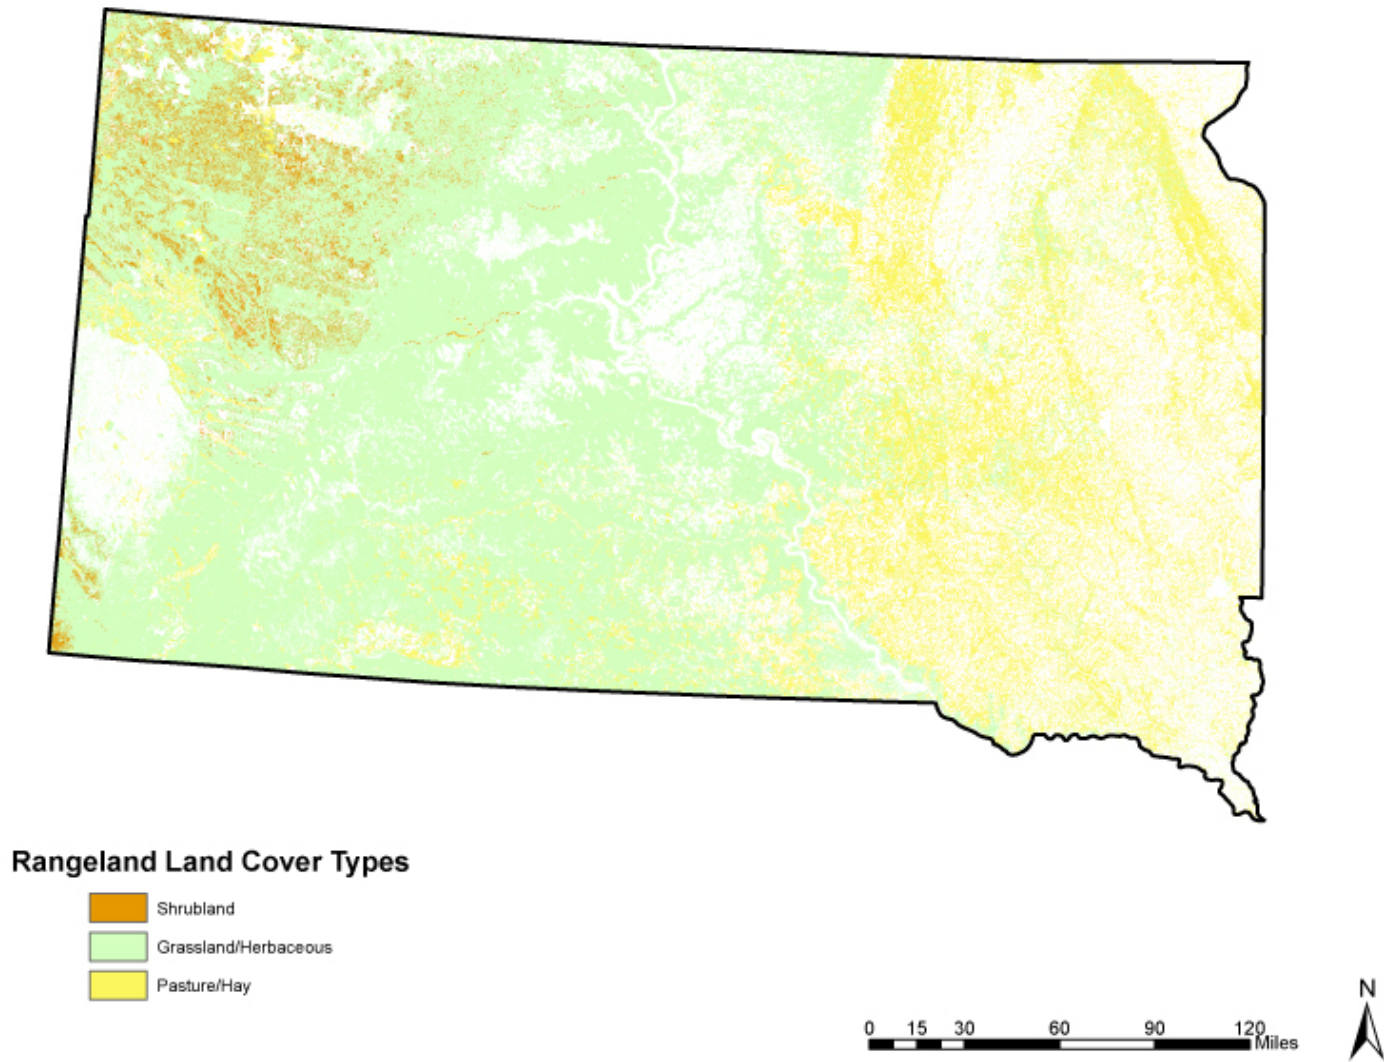 Rangeland Land Cover Types
Shrubland
Grassland/Herbaceous
Pasture/Hay
N
0 15 30 60 90 120
Miles